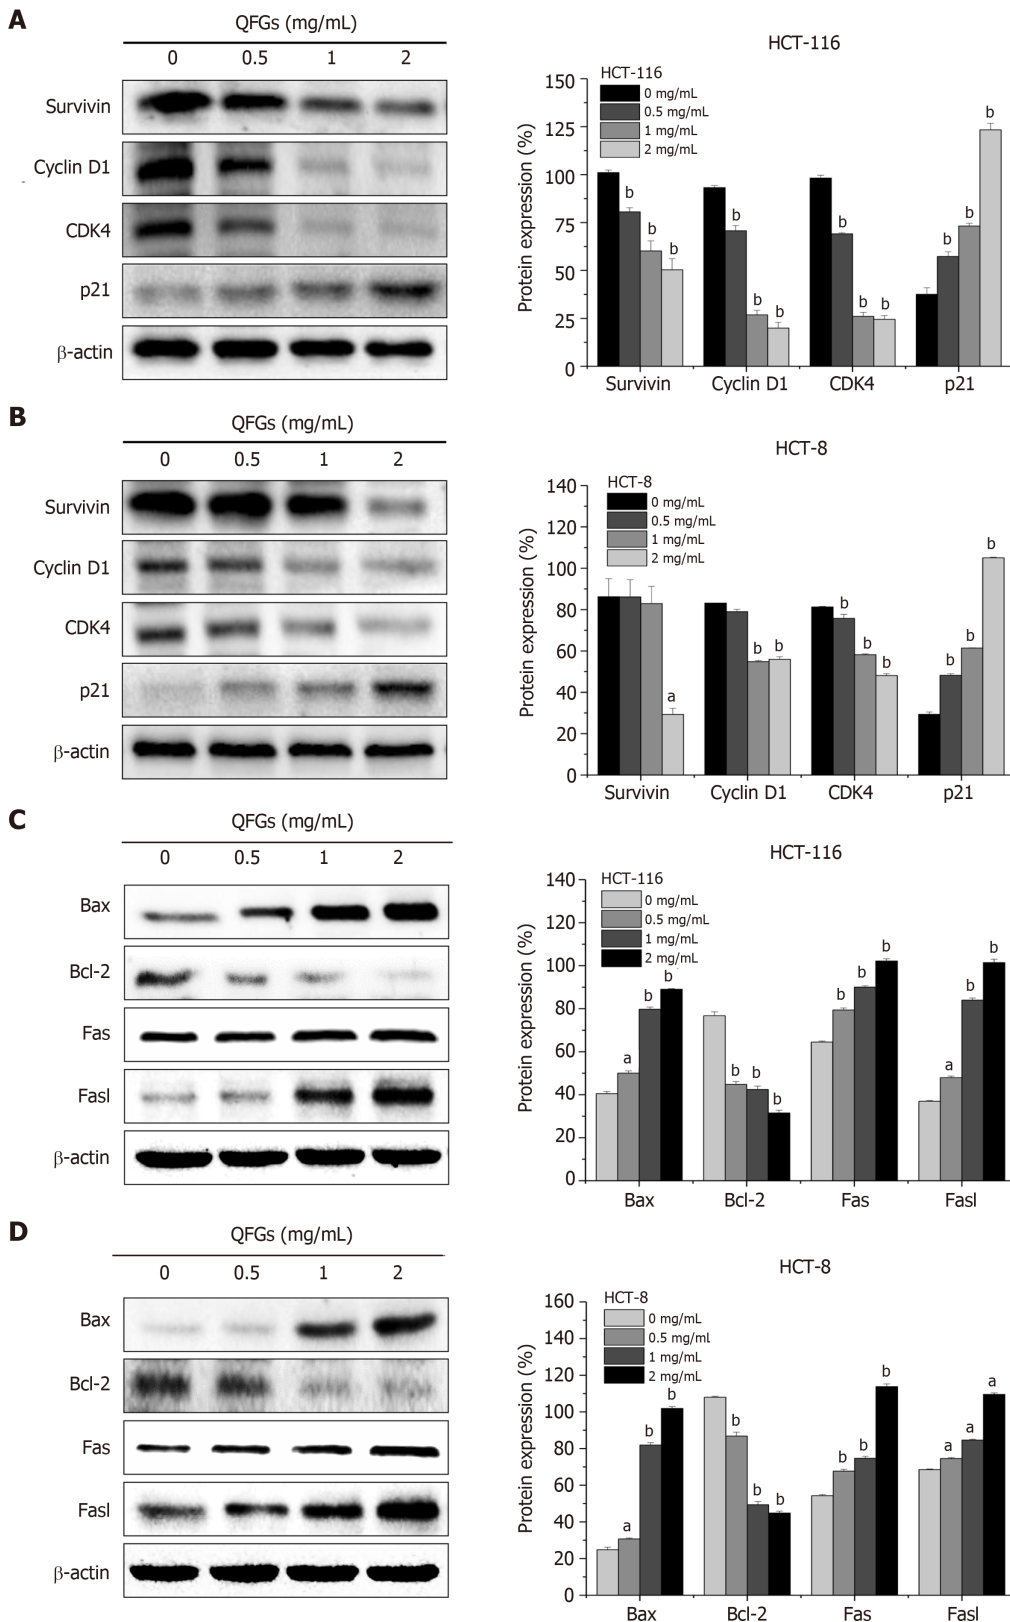 A
QFGs (mg/mL)
0 0.5 1 2
Survivin
Cyclin D1
CDK4
p21
β-actin
HCT-116
HCT-116
0 mg/mL
0.5 mg/mL
1 mg/mL
2 mg/mL
Protein expression (%)
150
125
100
75
50
25
0
b b b b b b b b b b b b
Survivin Cyclin D1 CDK4 p21
B
QFGs (mg/mL)
0 0.5 1 2
Survivin
Cyclin D1
CDK4
p21
β-actin
HCT-8
HCT-8
0 mg/mL
0.5 mg/mL
1 mg/mL
2 mg/mL
Protein expression (%)
140
120
100
80
60
40
20
0
a b b b b b b b b
Survivin Cyclin D1 CDK4 p21
C
QFGs (mg/mL)
0 0.5 1 2
Bax
Bcl-2
Fas
Fasl
β-actin
HCT-116
HCT-116
0 mg/mL
0.5 mg/mL
1 mg/mL
2 mg/mL
Protein expression (%)
140
120
100
80
60
40
20
0
a b b b b b b b b a b b
Bax Bcl-2 Fas Fasl
D
QFGs (mg/mL)
0 0.5 1 2
Bax
Bcl-2
Fas
Fasl
β-actin
HCT-8
HCT-8
0 mg/mL
0.5 mg/mL
1 mg/mL
2 mg/mL
Protein expression (%)
160
140
120
100
80
60
40
20
0
a b b b b b b b b a a a
Bax Bcl-2 Fas Fasl